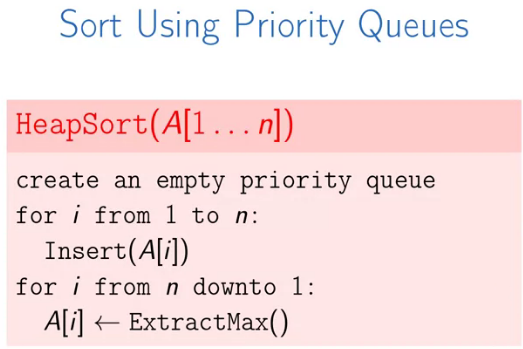 Sort Using Priority Queues
HeapSort(A[1 . . . n])
create an empty priority queue
for i from 1 to n:
Insert(A[i])
for i from n downto 1:
A[i] ← ExtractMax()